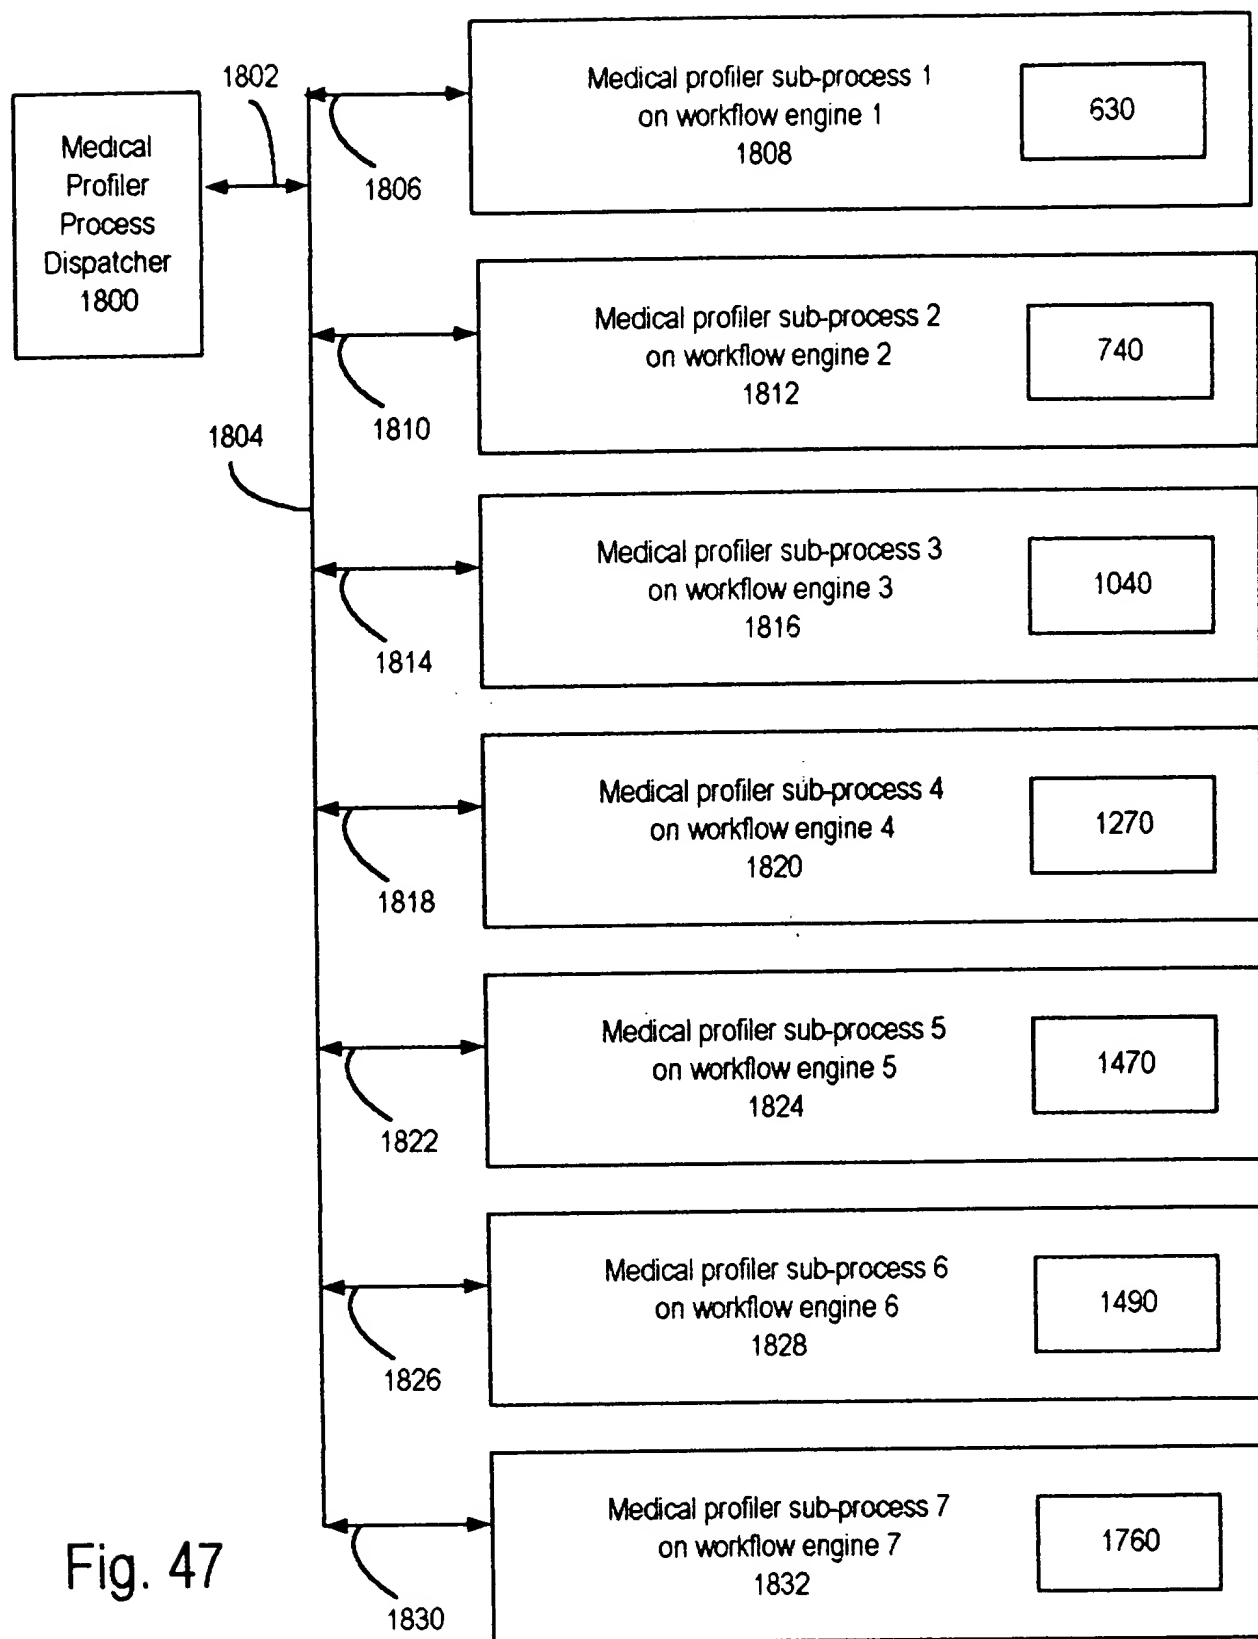 1802
Medical
Profiler
Process
Dispatcher
1800
1804
1806
Medical profiler sub-process 1
on workflow engine 1
1808
630
1810
Medical profiler sub-process 2
on workflow engine 2
1812
740
1814
Medical profiler sub-process 3
on workflow engine 3
1816
1040
1818
Medical profiler sub-process 4
on workflow engine 4
1820
1270
1822
Medical profiler sub-process 5
on workflow engine 5
1824
1470
1826
Medical profiler sub-process 6
on workflow engine 6
1828
1490
1830
Medical profiler sub-process 7
on workflow engine 7
1832
1760
Fig. 47